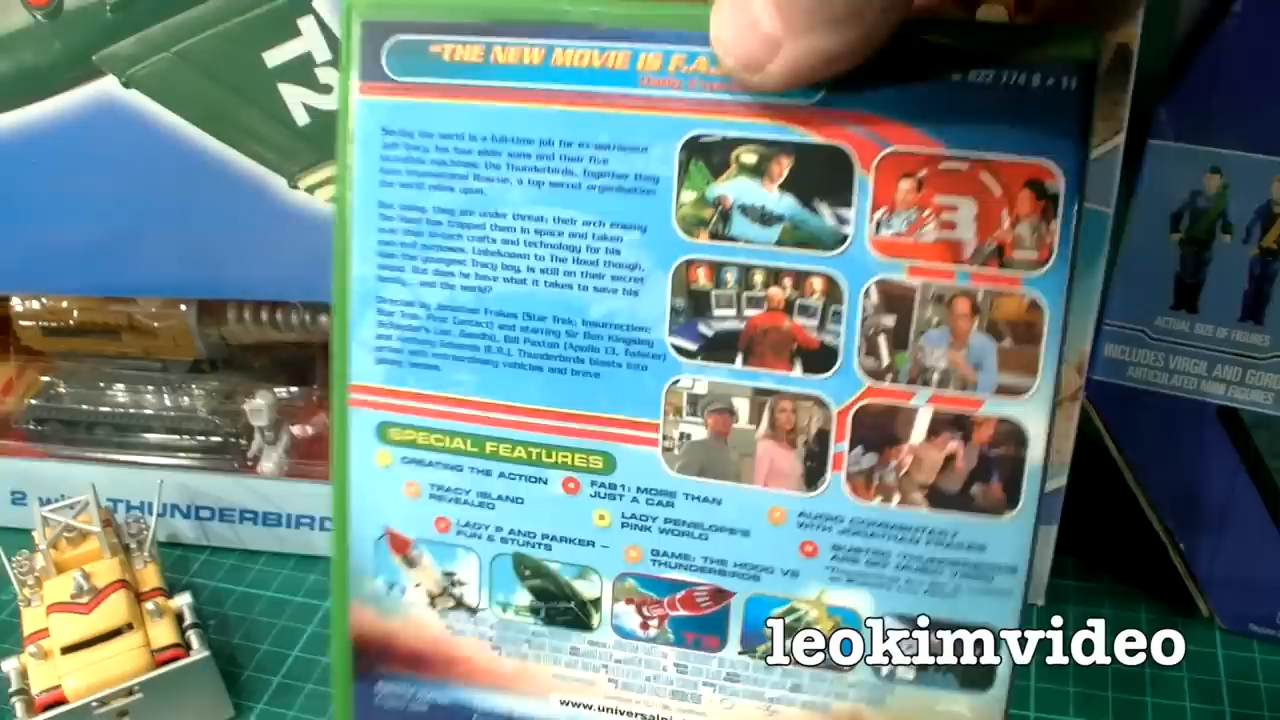 T2
"THE NEW MOVIE IS F.A.
022 174 0 • 11
Saving the world is a full-time job for ex-astronaut
Jeff Tracy, his four elder sons and their five
incredible machines: the Thunderbirds. Together they
form International Rescue, a top secret organisation
the world relies upon.
But today, they are under threat: their arch enemy
The Hood has trapped them in space and taken
over their hi-tech crafts and technology for his
own evil purposes. Unbeknown to The Hood though,
Alan the youngest Tracy boy, is still on their secret
island. But does he have what it takes to save his
family... and the world?
Directed by Jonathan Frakes (Star Trek: Insurrection;
Star Trek: First Contact) and starring Sir Ben Kingsley
Schindler's List, Gandhi), Bill Paxton (Apollo 13, Twister)
and Anthony Edwards (E.R.), Thunderbirds blasts into
action with extraordinary vehicles and brave
3
SPECIAL FEATURES
CREATING THE ACTION
TRACY ISLAND
REVEALED
LADY P AND PARKER –
FUN & STUNTS
FAB1: MORE THAN
JUST A CAR
LADY PENELOPE'S
PINK WORLD
GAME: THE HOOD VS
THUNDERBIRDS
AUDIO COMMENTARY
WITH JONATHAN FRAKES
T3
www.universalpi
ACTUAL SIZE OF FIGURES
INCLUDES VIRGIL AND GORD
ARTICULATED MINI FIGURES
2 wi THUNDERBIRD
leokimvideo